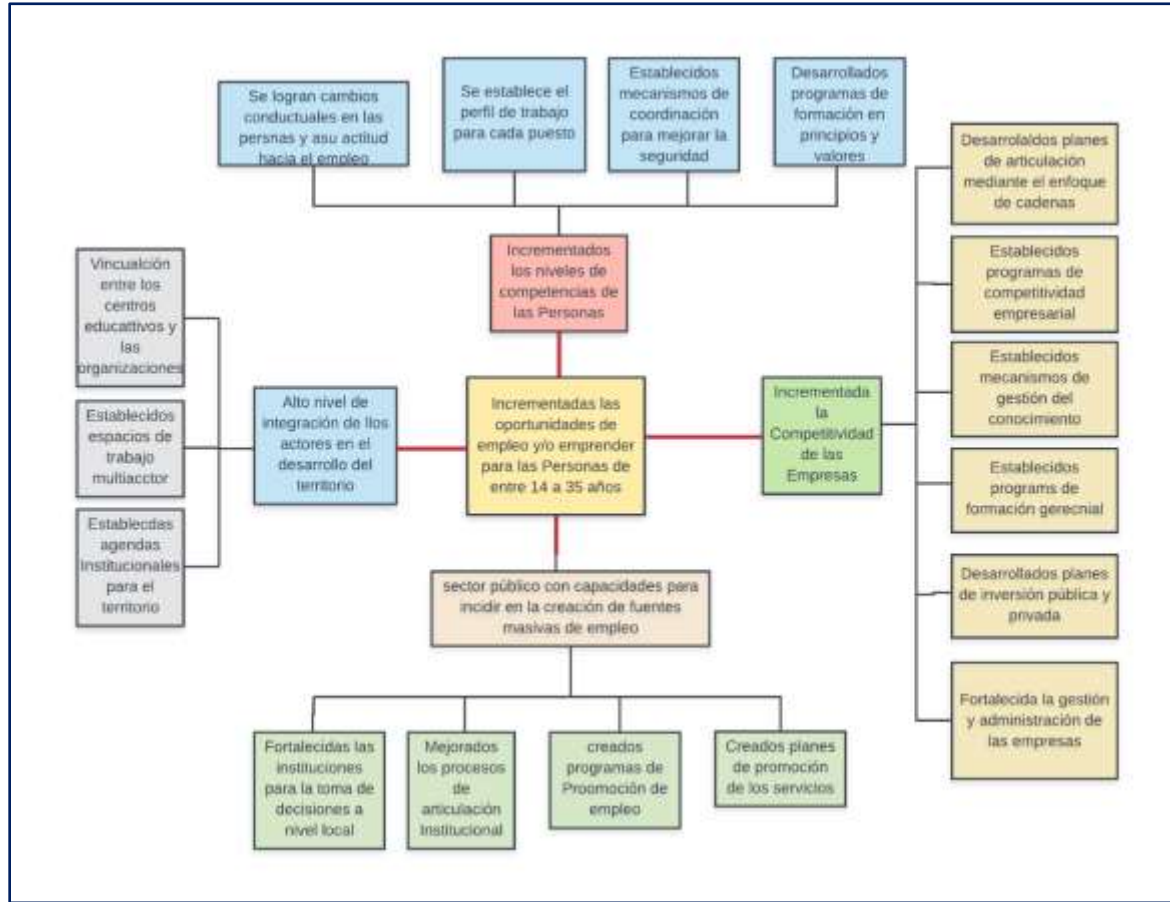 Se logran cambios
conductuales en las
persnas y asu actitud
hacia el empleo
Se establece el
perfil de trabajo
para cada puesto
Establecidos
mecanismos de
coordinación
para mejorar la
seguridad
Desarrollados
programas de
formación en
principios y
valores
Incrementados
los niveles de
competencias de
las Personas
Vincualción
entre los
centros
educattivos y
las
organizaciones
Establecidos
espacios de
trabajo
multiacctor
Establecdas
agendas
Institucionales
para el
territorio
Alto nivel de
integración de llos
actores en el
desarrollo del
territorio
Incrementadas las
oportunidades de
empleo y/o emprender
para las Personas de
entre 14 a 35 años
Incrementada
la
Competitividad
de las
Empresas
Desarrolaldos planes
de articulación
mediante el enfoque
de cadenas
Establecidos
programas de
competitividad
empresarial
Establecidos
mecanismos de
gestión del
conocimiento
Establecidos
programs de
formación gerecnial
Desarrollados planes
de inversión pública y
privada
Fortalecida la gestión
y administración de
las empresas
sector público con capacidades para
incidir en la creación de fuentes
masivas de empleo
Fortalecidas las
instituciones
para la toma de
decisiones a
nivel local
Mejorados
los procesos
de
articulación
Institucional
creados
programas de
Proomoción de
empleo
Creados planes
de promoción
de los servicios